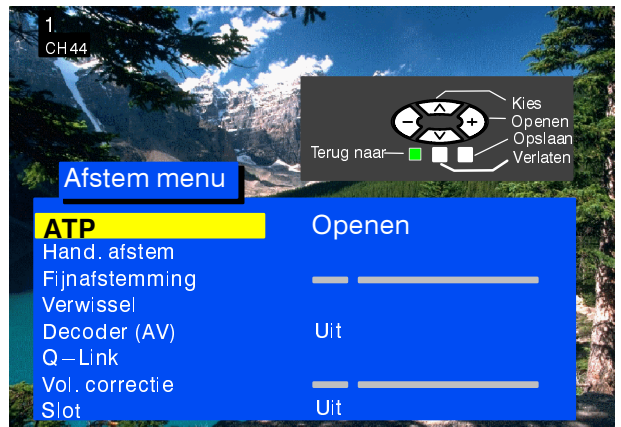 1.
CH44
Kies
Openen
Opslaan
Terug naar
Verlaten
Afstem menu
ATP Openen
Hand. afstem
Fijnafstemming
Verwissel
Decoder (AV) Uit
Q–Link
Vol. correctie
Slot Uit